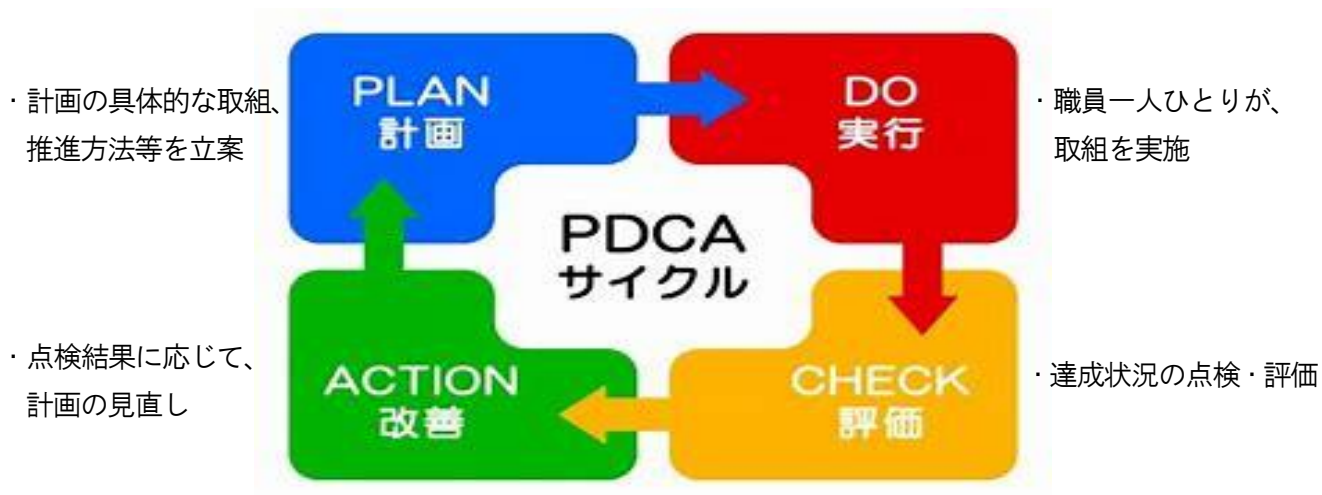 ・計画の具体的な取組、
推進方法等を立案
PLAN
計画
DO
実行
・職員一人ひとりが、
取組を実施
PDCA
サイクル
・点検結果に応じて、
計画の見直し
ACTION
改善
CHECK
評価
・達成状況の点検・評価